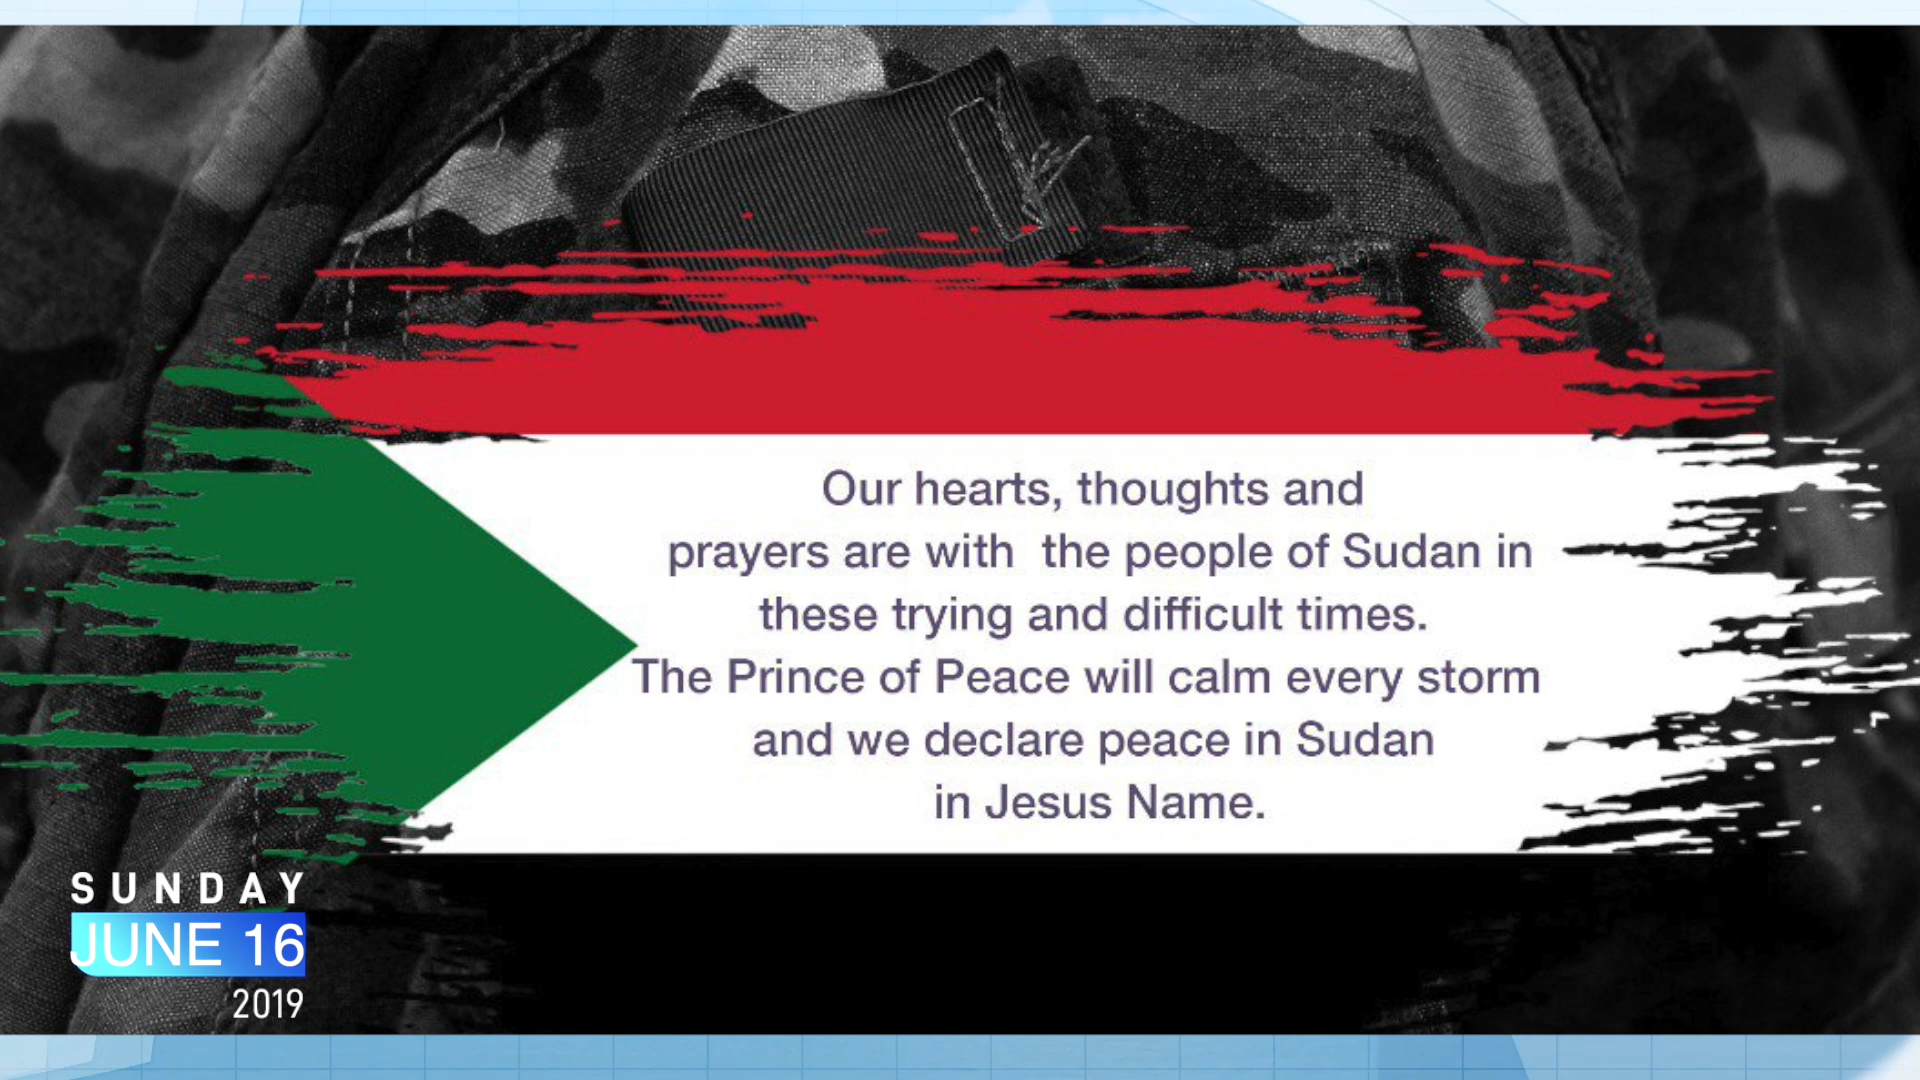 Our hearts, thoughts and
prayers are with the people of Sudan in
these trying and difficult times.
The Prince of Peace will calm every storm
and we declare peace in Sudan
in Jesus Name.
SUNDAY
JUNE 16
2019